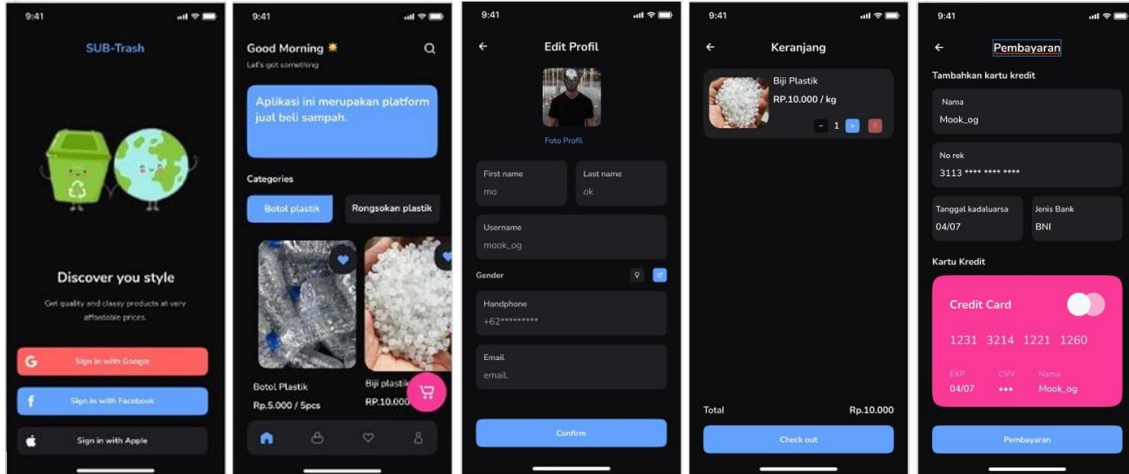 9:41
SUB-Trash
Discover you style
Get quality and classy products at very
affordable prices.
G
Sign in with Google
f
Sign in with Facebook
Sign in with Apple
9:41
Good Morning
Let's got something
Aplikasi ini merupakan platform
jual beli sampah.
Categories
Botol plastik
Rongsokan plastik
Botol Plastik
Rp.5.000 / 5pcs
Biji plastik
RP.10.000
9:41
Edit Profil
Foto Profil
First name
mo
Last name
ok
Username
mook_og
Gender
Handphone
+62*********
Email
email.
Confirm
9:41
Keranjang
Biji Plastik
RP.10.000 / kg
- 1 +
Total
Rp.10.000
Check out
9:41
Pembayaran
Tambahkan kartu kredit
Nama
Mook_og
No rek
3113 **** **** ****
Tanggal kadaluarsa
04/07
Jenis Bank
BNI
Kartu Kredit
Credit Card
1231 3214 1221 1260
EXP CVV Nama
04/07 ••• Mook_og
Pembayaran